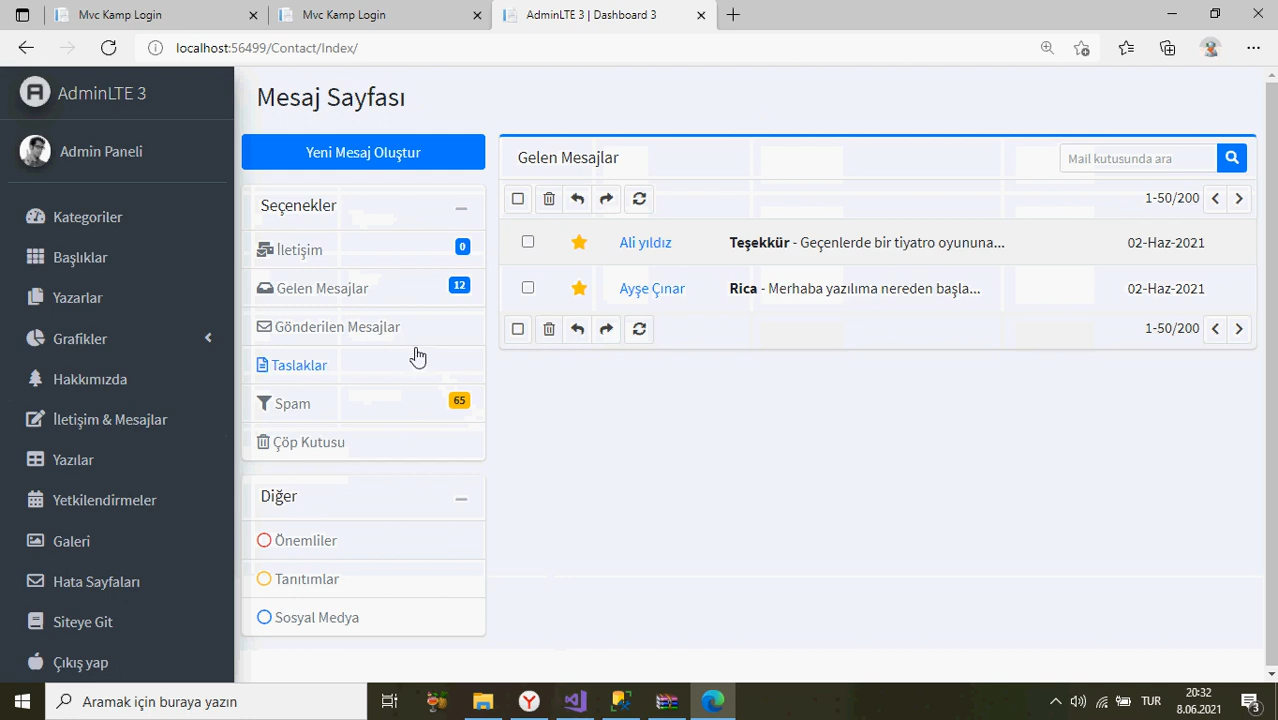 Mvc Kamp Login
Mvc Kamp Login
AdminLTE 3 | Dashboard 3
localhost:56499/Contact/Index/
AdminLTE 3
Admin Paneli
Kategoriler
Başlıklar
Yazarlar
Grafikler
Hakkımızda
İletişim & Mesajlar
Yazılar
Yetkilendirmeler
Galeri
Hata Sayfaları
Siteye Git
Çıkış yap
Mesaj Sayfası
Yeni Mesaj Oluştur
Seçenekler
İletişim 0
Gelen Mesajlar 12
Gönderilen Mesajlar
Taslaklar
Spam 65
Çöp Kutusu
Diğer
Önemliler
Tanıtımlar
Sosyal Medya
Gelen Mesajlar
Mail kutusunda ara
1-50/200
Ali yıldız Teşekkür - Geçenlerde bir tiyatro oyununa... 02-Haz-2021
Ayşe Çınar Rica - Merhaba yazılıma nereden başla... 02-Haz-2021
1-50/200
Aramak için buraya yazın
TUR
20:32
8.06.2021
3